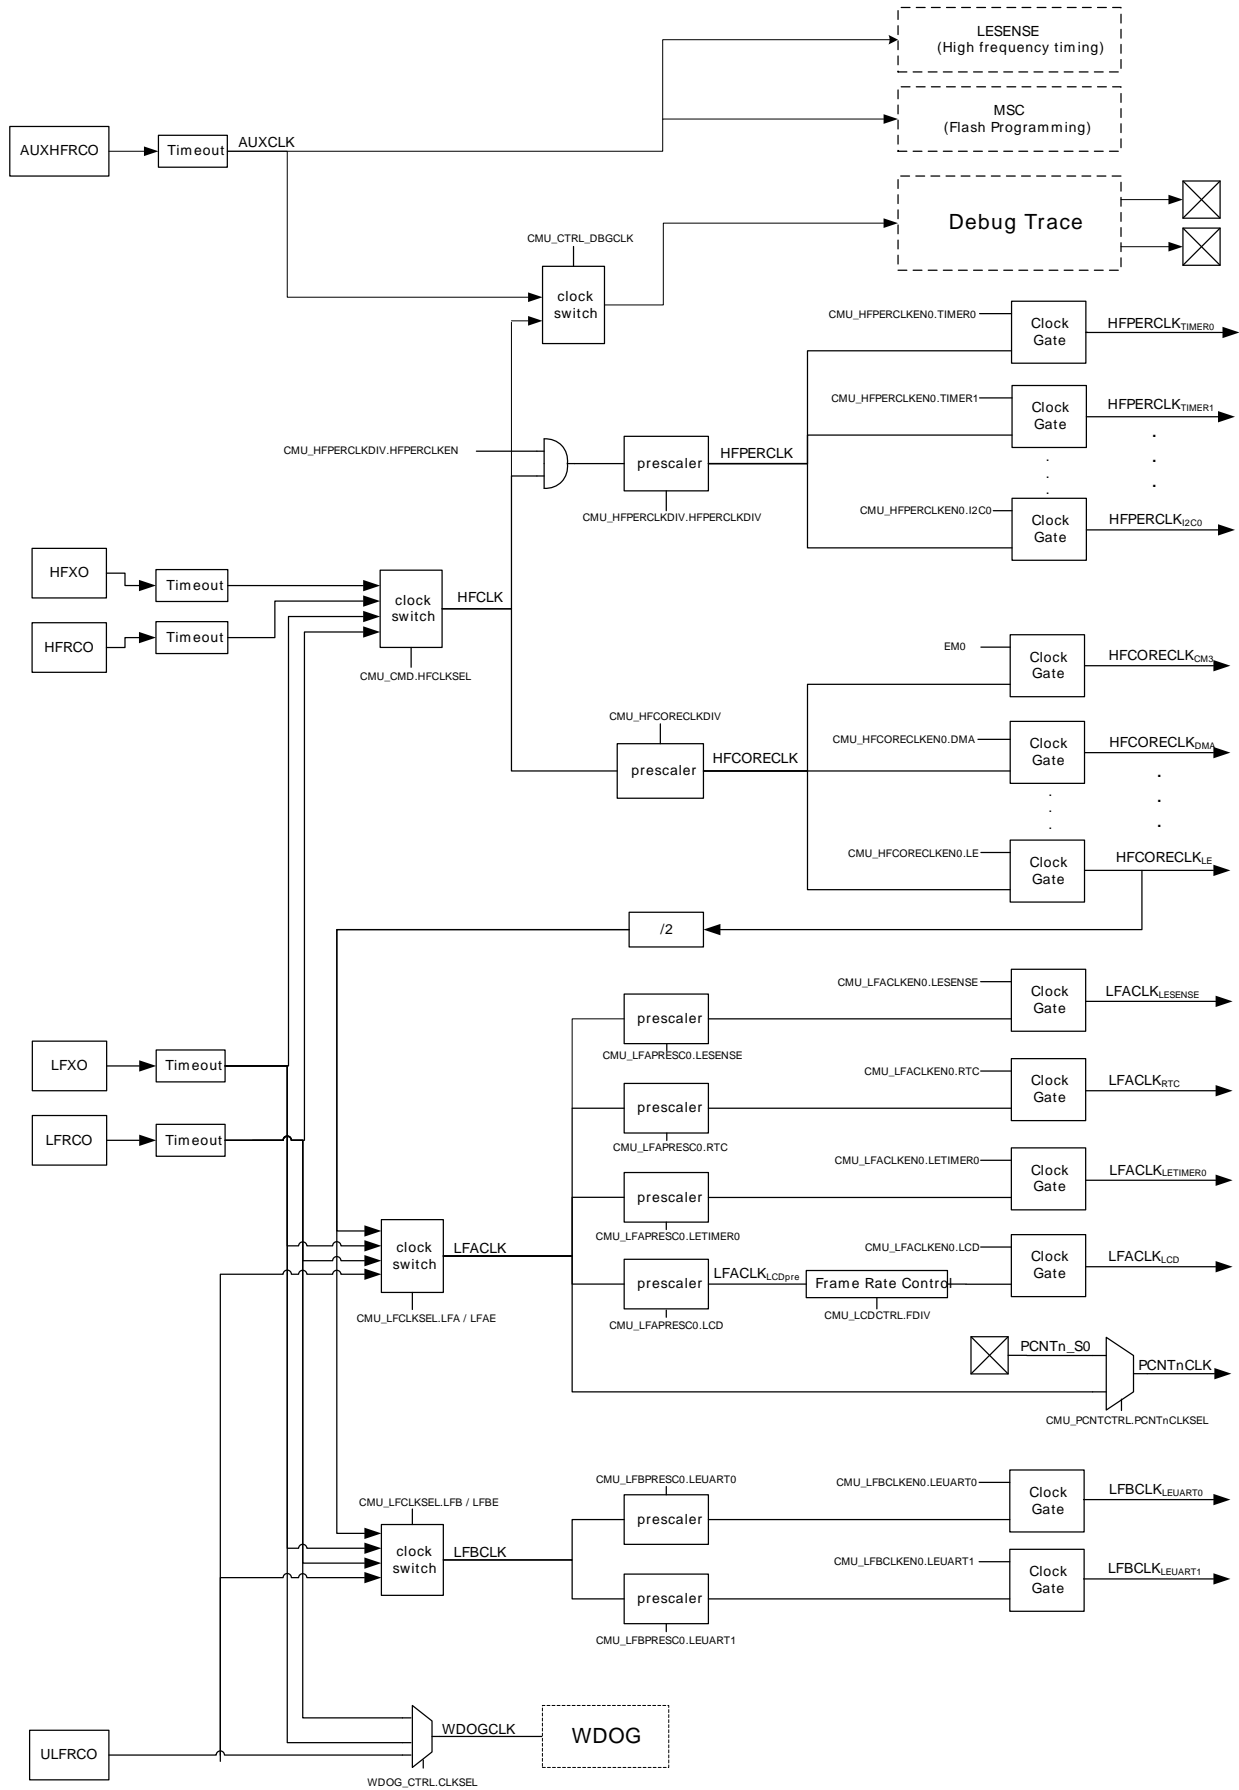 LESENSE
(High frequency timing)
MSC
(Flash Programming)
AUXHFRCO
Timeout
AUXCLK
Debug Trace
CMU_CTRL_DBGCLK
clock
switch
CMU_HFPERCLKEN0.TIMER0
Clock
Gate
HFPERCLKTIMER0
CMU_HFPERCLKEN0.TIMER1
Clock
Gate
HFPERCLKTIMER1
CMU_HFPERCLKDIV.HFPERCLKEN
prescaler
HFPERCLK
CMU_HFPERCLKDIV.HFPERCLKDIV
CMU_HFPERCLKEN0.I2C0
Clock
Gate
HFPERCLKI2C0
HFXO
Timeout
HFRCO
Timeout
clock
switch
HFCLK
CMU_CMD.HFCLKSEL
EM0
Clock
Gate
HFCORECLKCM3
CMU_HFCORECLKDIV
prescaler
HFCORECLK
CMU_HFCORECLKEN0.DMA
Clock
Gate
HFCORECLKDMA
CMU_HFCORECLKEN0.LE
Clock
Gate
HFCORECLKLE
/2
LFXO
Timeout
LFRCO
Timeout
prescaler
CMU_LFAPRESC0.LESENSE
CMU_LFACLKEN0.LESENSE
Clock
Gate
LFACLKLESENSE
prescaler
CMU_LFAPRESC0.RTC
CMU_LFACLKEN0.RTC
Clock
Gate
LFACLKRTC
prescaler
CMU_LFAPRESC0.LETIMER0
CMU_LFACLKEN0.LETIMER0
Clock
Gate
LFACLKLETIMER0
clock
switch
LFACLK
CMU_LFCLKSEL.LFA / LFAE
prescaler
CMU_LFAPRESC0.LCD
LFACLKLCDpre
Frame Rate Control
CMU_LCDCTRL.FDIV
CMU_LFACLKEN0.LCD
Clock
Gate
LFACLKLCD
PCNTn_S0
PCNTnCLK
CMU_PCNTCTRL.PCNTnCLKSEL
CMU_LFCLKSEL.LFB / LFBE
clock
switch
LFBCLK
CMU_LFBPRESC0.LEUART0
prescaler
CMU_LFBCLKEN0.LEUART0
Clock
Gate
LFBCLKLEUART0
prescaler
CMU_LFBPRESC0.LEUART1
CMU_LFBCLKEN0.LEUART1
Clock
Gate
LFBCLKLEUART1
ULFRCO
WDOGCLK
WDOG
WDOG_CTRL.CLKSEL